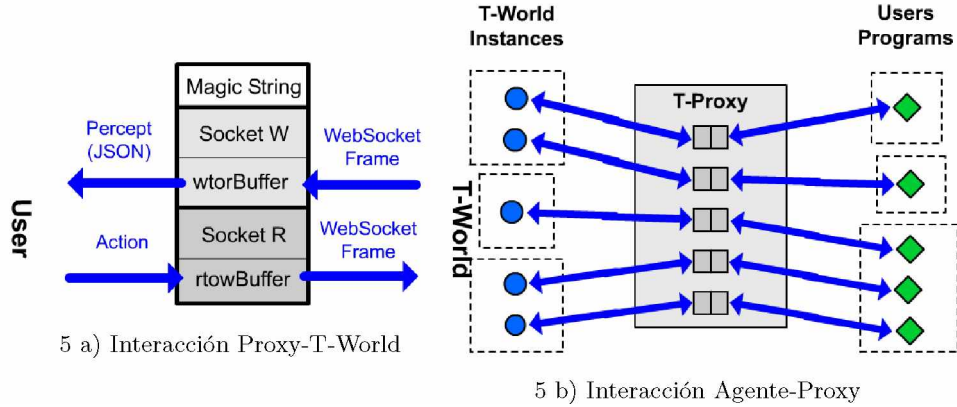 Magic String
Socket W
wtorBuffer
Socket R
rtowBuffer
Percept
(JSON)
WebSocket
Frame
Action
WebSocket
Frame
User
T-World
5 a) Interacción Proxy-T-World
T-World
Instances
Users
Programs
T-Proxy
5 b) Interacción Agente-Proxy